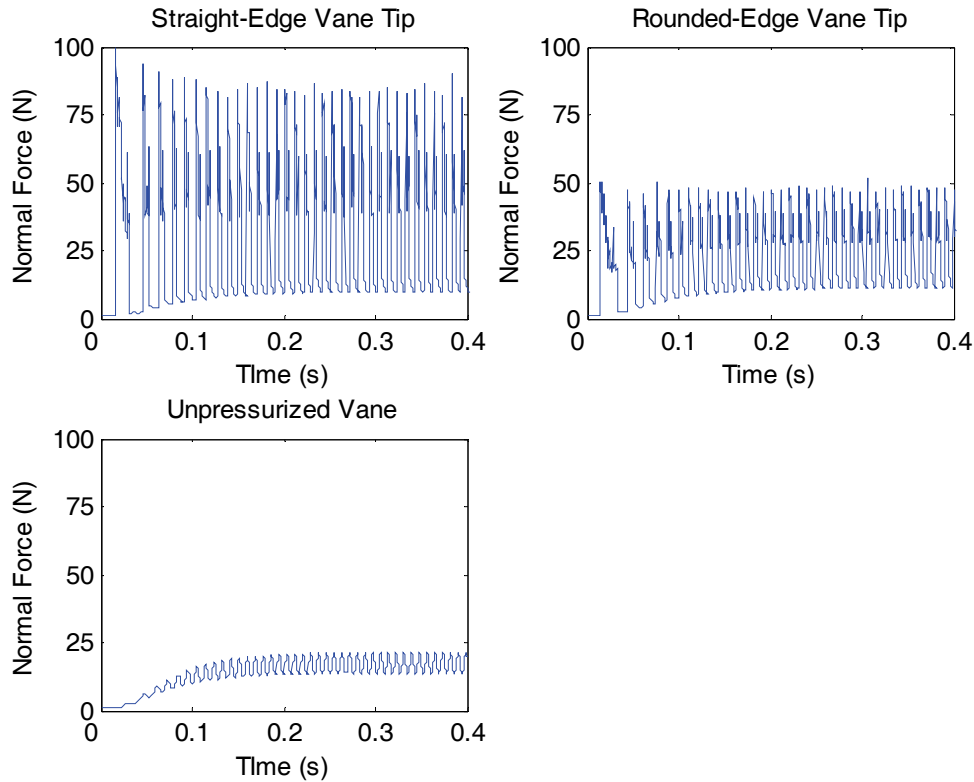 Straight-Edge Vane Tip
Normal Force (N)
100
75
50
25
0
0 0.1 0.2 0.3 0.4
TIme (s)
Rounded-Edge Vane Tip
Normal Force (N)
100
75
50
25
0
0 0.1 0.2 0.3 0.4
Time (s)
Unpressurized Vane
Normal Force (N)
100
75
50
25
0
0 0.1 0.2 0.3 0.4
TIme (s)